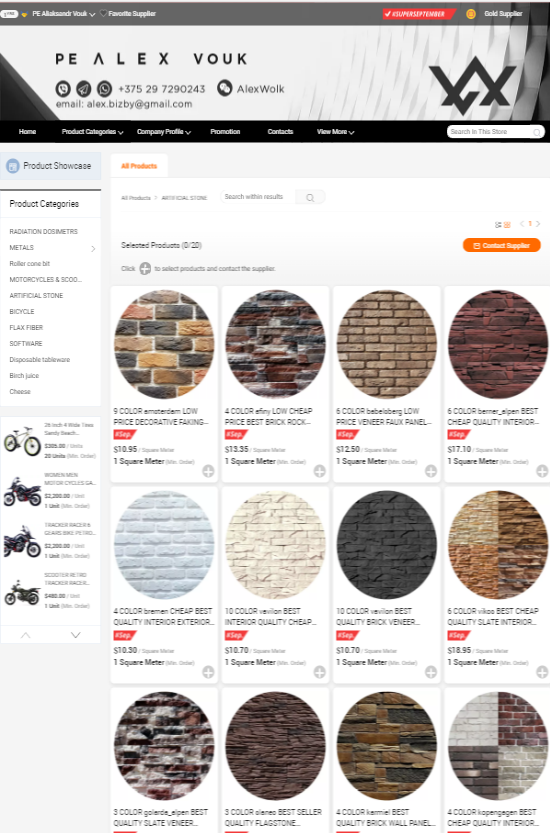 PE Aliaksandr Vouk
Favorite Supplier
#SUPERSEPTEMBER
Gold Supplier
PE ALEX VOUK
+375 29 7290243
AlexWolk
email: alex.bizby@gmail.com
Home
Product Categories
Company Profile
Promotion
Contacts
View More
Search In This Store
Product Showcase
Product Categories
RADIATION DOSIMETRS
METALS
Roller cone bit
MOTORCYCLES & SCOO...
ARTIFICIAL STONE
BICYCLE
FLAX FIBER
SOFTWARE
Disposable tableware
Birch juice
Cheese
26 inch 4 Wide Tires
Sandy Beach...
$305.00 / Units
20 Units (Min. Order)
WOMEN MEN
MOTOR CYCLES GA...
$2,200.00 / Unit
1 Unit (Min. Order)
TRACKER RACER 6
GEARS BIKE PETRO...
$2,200.00 / Unit
1 Unit (Min. Order)
SCOOTER RETRO
TRACKER RACER...
$480.00 / Unit
1 Unit (Min. Order)
All Products
All Products > ARTIFICIAL STONE
Search within results
1
Selected Products (0/20)
Contact Supplier
Click
to select products and contact the supplier.
9 COLOR amsterdam LOW
PRICE DECORATIVE FAKING...
#Sep.
$10.95 / Square Meter
1 Square Meter (Min. Order)
4 COLOR efiny LOW CHEAP
PRICE BEST BRICK ROCK...
#Sep.
$13.35 / Square Meter
1 Square Meter (Min. Order)
6 COLOR babelsberg LOW
PRICE VENEER FAUX PANEL...
#Sep.
$12.50 / Square Meter
1 Square Meter (Min. Order)
6 COLOR berner_alpen BEST
CHEAP QUALITY INTERIOR...
#Sep.
$17.10 / Square Meter
1 Square Meter (Min. Order)
4 COLOR bremen CHEAP BEST
QUALITY INTERIOR EXTERIOR...
#Sep.
$10.30 / Square Meter
1 Square Meter (Min. Order)
10 COLOR vavilon BEST
INTERIOR QUALITY CHEAP...
#Sep.
$10.70 / Square Meter
1 Square Meter (Min. Order)
10 COLOR vavilon BEST
QUALITY BRICK VENEER...
#Sep.
$10.70 / Square Meter
1 Square Meter (Min. Order)
6 COLOR vikos CHEAP BEST
QUALITY SLATE INTERIOR...
#Sep.
$18.95 / Square Meter
1 Square Meter (Min. Order)
3 COLOR golarda_alpen BEST
QUALITY SLATE VENEER...
3 COLOR olanes BEST SELLER
QUALITY FLAGSTONE...
4 COLOR karmiel BEST
QUALITY BRICK WALL PANEL...
4 COLOR kopengagen BEST
CHEAP QUALITY INTERIOR...